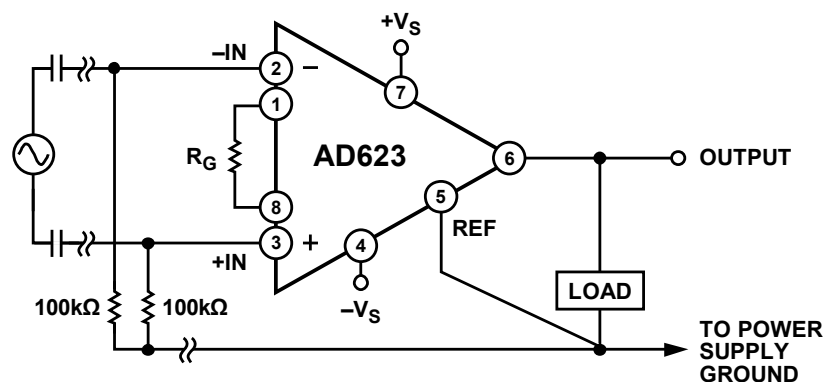 +VS
–IN
2
–
7
1
RG
AD623
6
OUTPUT
5
8
REF
3
+
4
+IN
–VS
LOAD
100kΩ
100kΩ
TO POWER
SUPPLY
GROUND